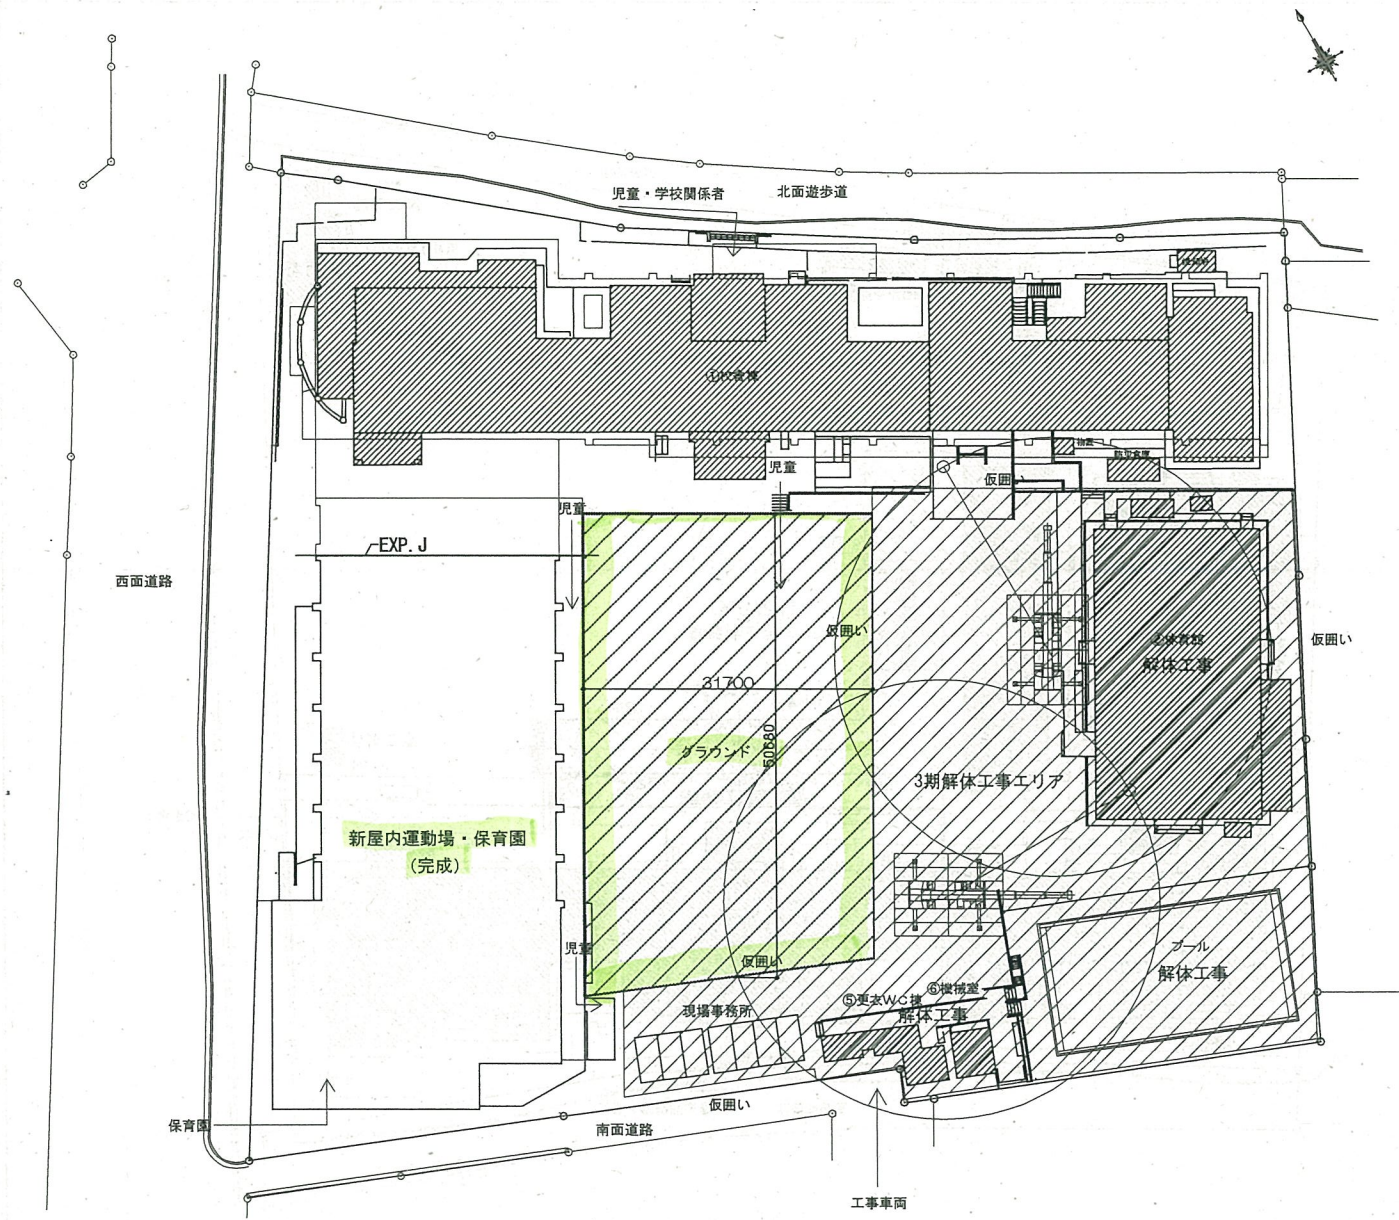 児童・学校関係者
北面遊歩道
①校舎棟
児童
物置
防災倉庫
仮囲い
児童
EXP. J
西面道路
仮囲い
仮囲い
②体育館
解体工事
31700
グラウンド
50680
3期解体工事エリア
新屋内運動場・保育園
(完成)
児童
仮囲い
プール
解体工事
⑥機械室
⑤更衣WC棟
解体工事
現場事務所
仮囲い
保育園
南面道路
工事車両